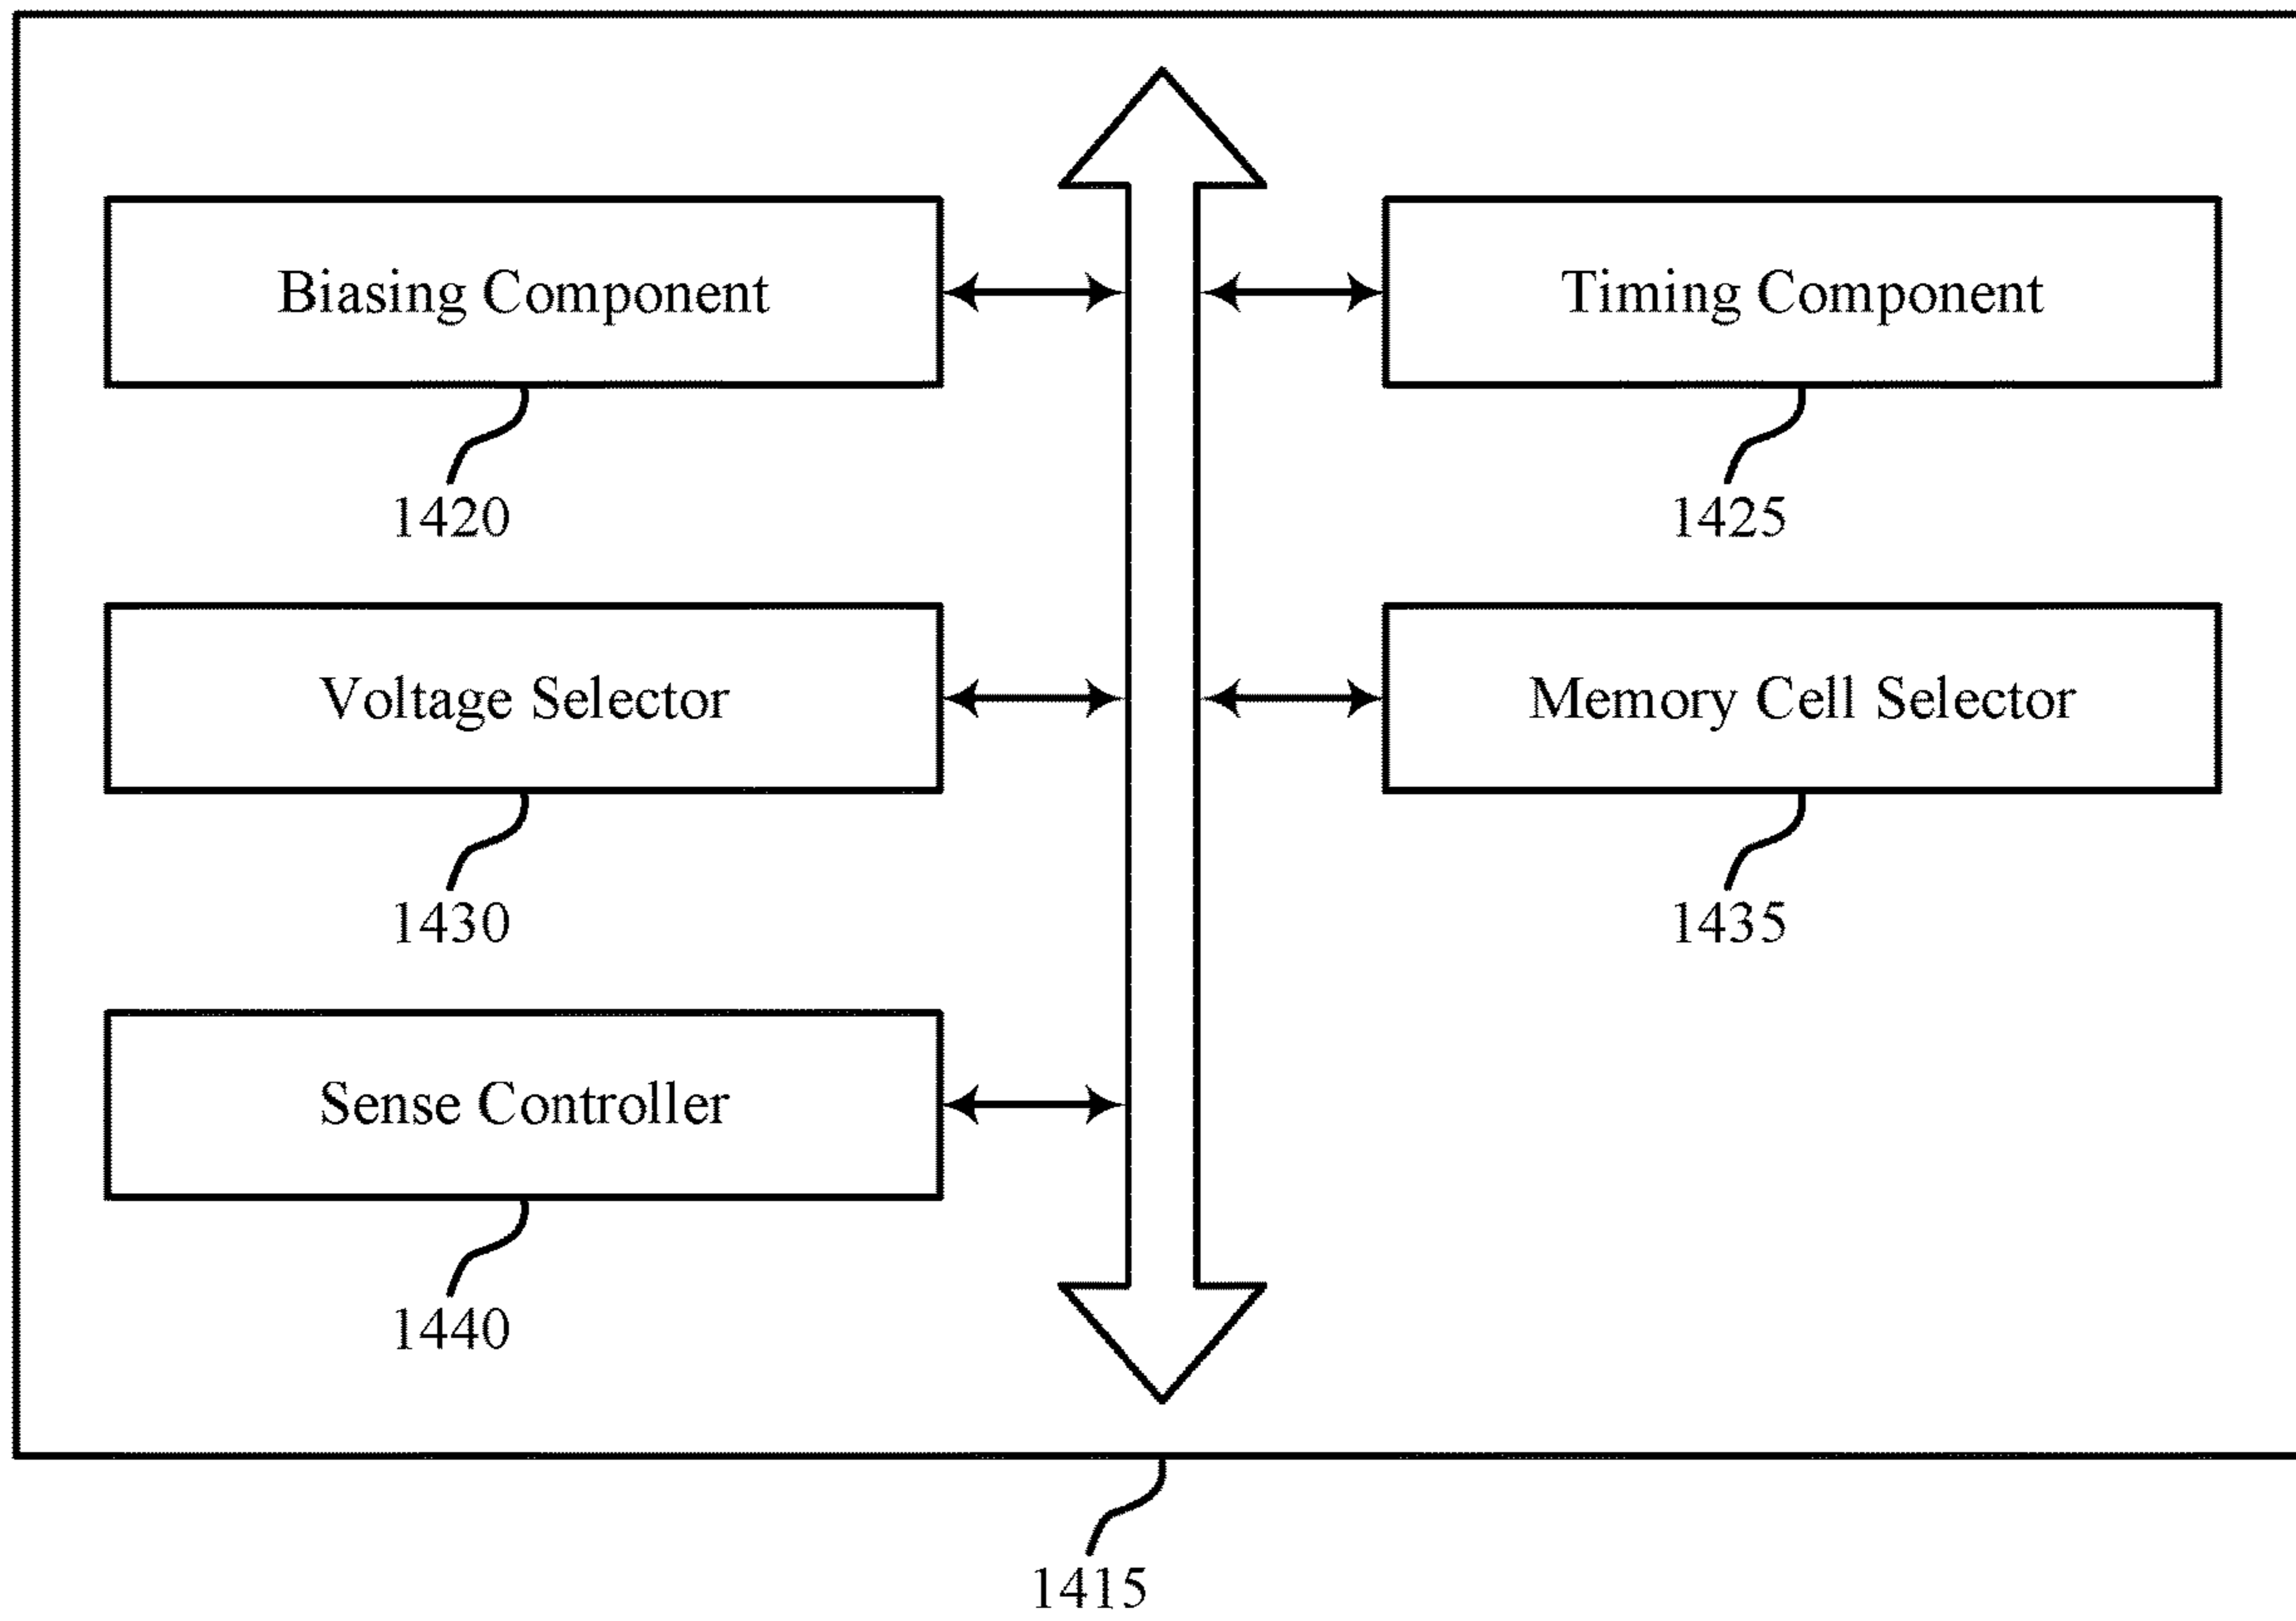 Biasing Component
Timing Component
1420
1425
Voltage Selector
Memory Cell Selector
1430
1435
Sense Controller
1440
1415